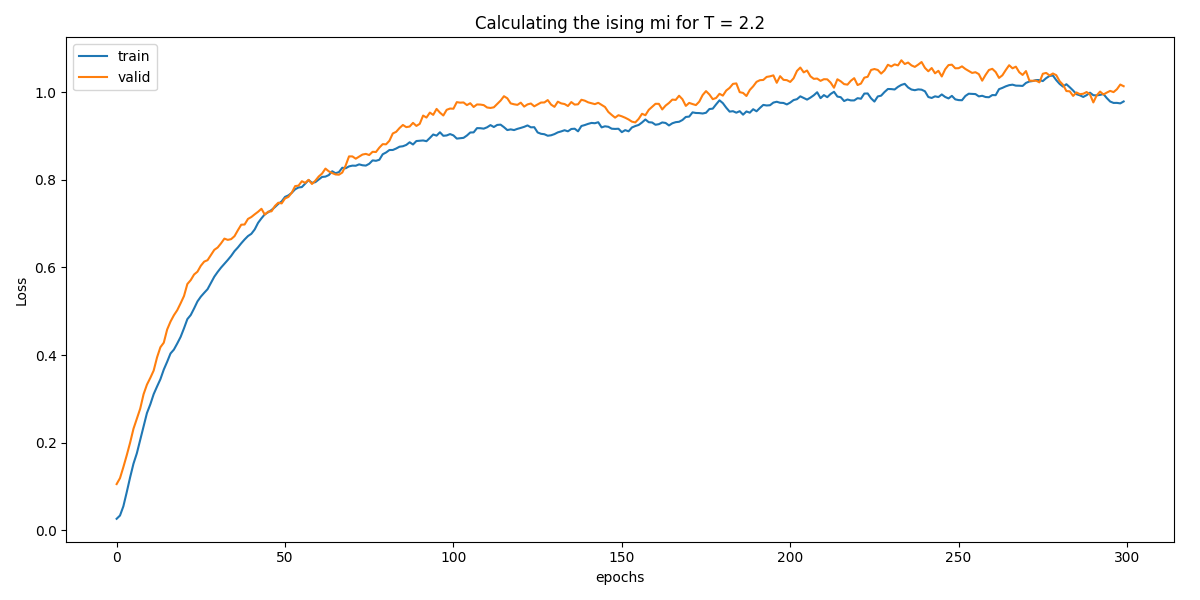 Calculating the ising mi for T = 2.2
train
valid
Loss
1.0
0.8
0.6
0.4
0.2
0.0
0 50 100 150 200 250 300
epochs